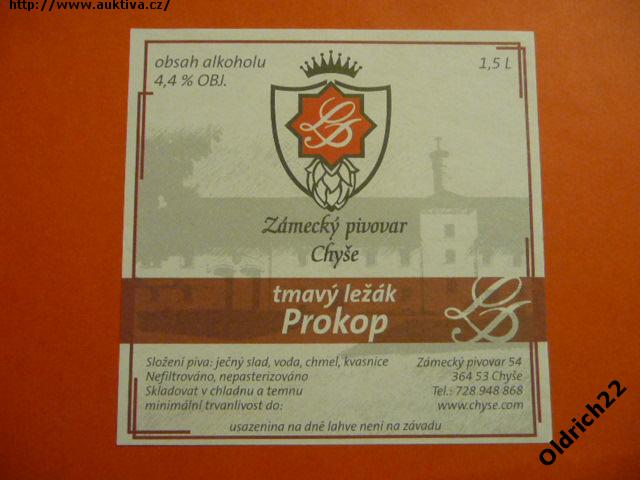 http://www.auktiva.cz/
obsah alkoholu
4,4 % OBJ.
1,5 L
LD
Zámecký pivovar
Chyše
tmavý ležák
Prokop
LD
Složení piva: ječný slad, voda, chmel, kvasnice
Nefiltrováno, nepasterizováno
Skladovat v chladnu a temnu
minimální trvanlivost do:
Zámecký pivovar 54
364 53 Chyše
Tel.: 728 948 868
www.chyse.com
usazenina na dně lahve není na závadu
Oldrich22